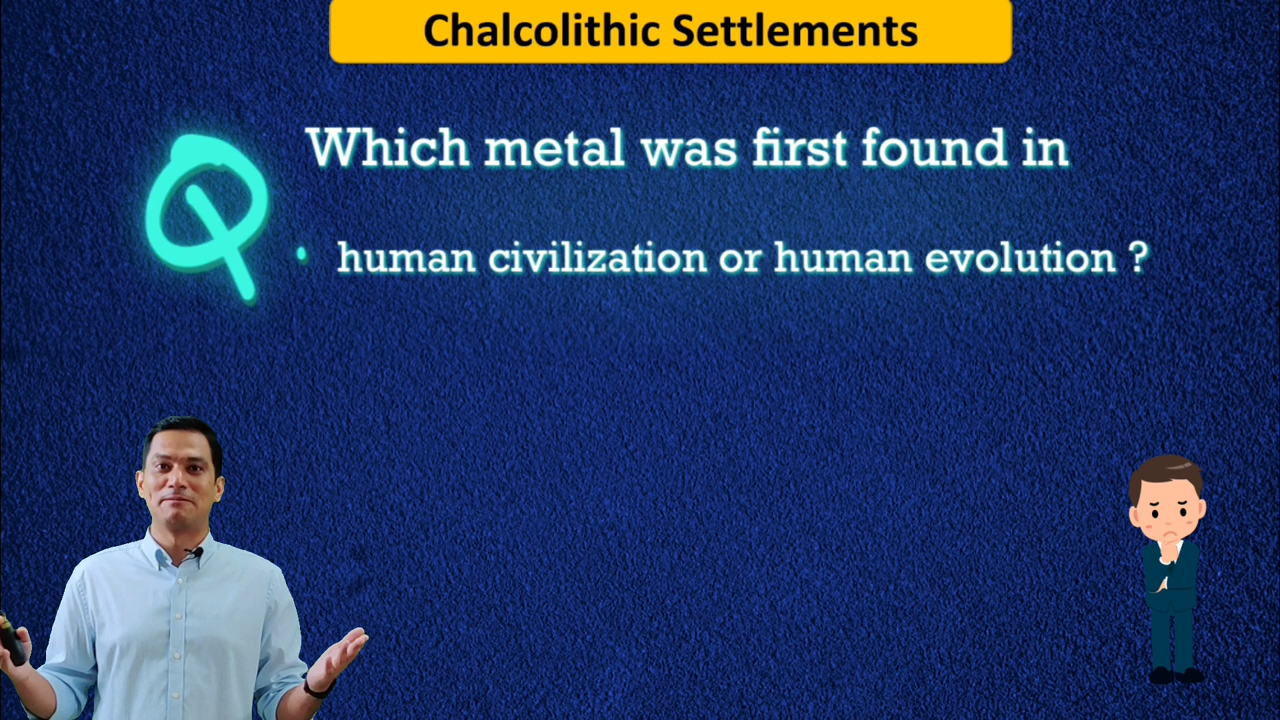 Chalcolithic Settlements
Q. Which metal was first found in
human civilization or human evolution ?